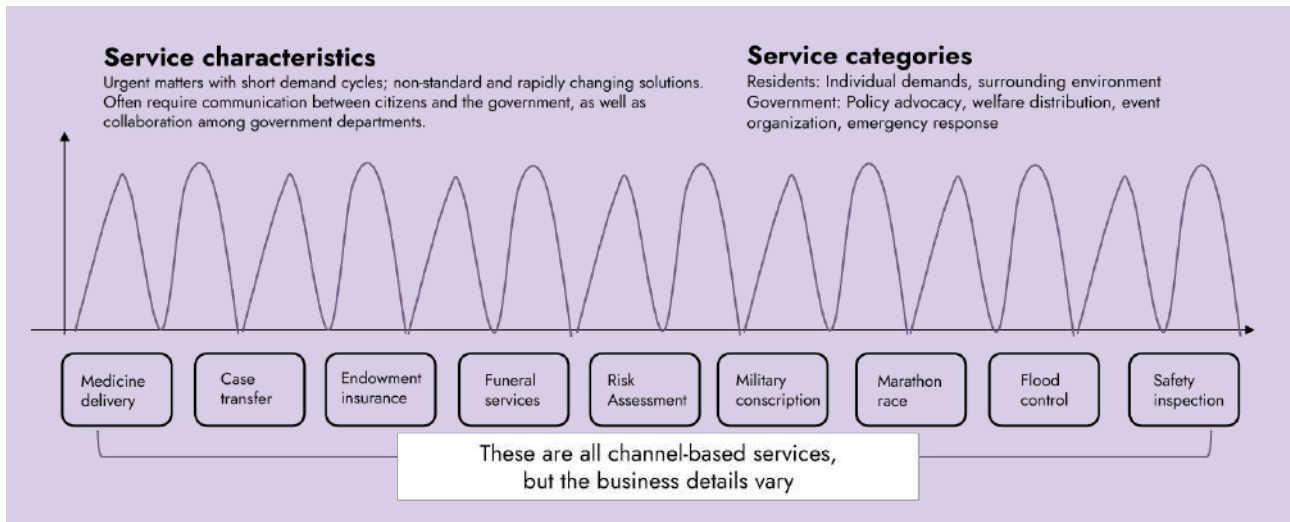 Service characteristics
Urgent matters with short demand cycles; non-standard and rapidly changing solutions.
Often require communication between citizens and the government, as well as
collaboration among government departments.
Service categories
Residents: Individual demands, surrounding environment
Government: Policy advocacy, welfare distribution, event
organization, emergency response
Medicine
delivery
Case
transfer
Endowment
insurance
Funeral
services
Risk
Assessment
Military
conscription
Marathon
race
Flood
control
Safety
inspection
These are all channel-based services,
but the business details vary